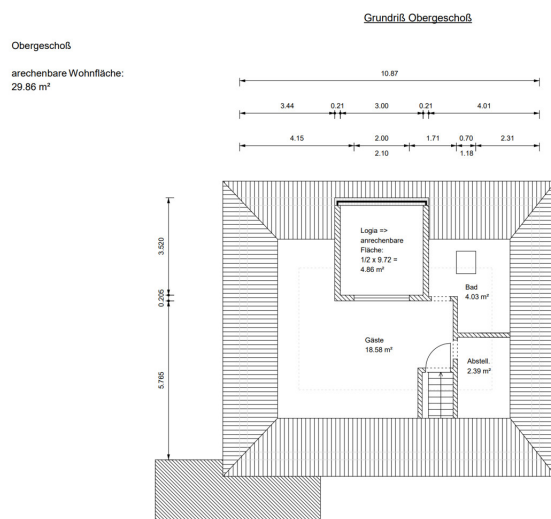 Grundriß Obergeschoß
Obergeschoß
arechenbare Wohnfläche:
29.86 m²
10.87
3.44 0.21 3.00 0.21 4.01
4.15 2.00 1.71 0.70 2.31
2.10 1.18
3.520
0.205
5.765
Logia =>
anrechenbare
Fläche:
1/2 x 9.72 =
4.86 m²
Bad
4.03 m²
Gäste
18.58 m²
Abstell.
2.39 m²